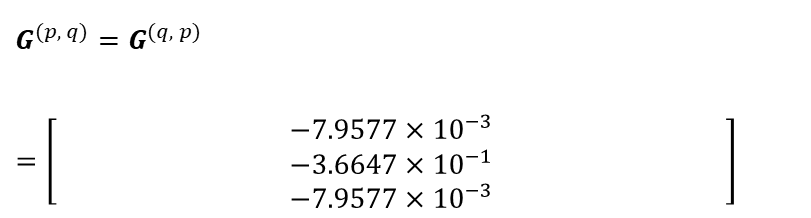 G^(p, q) = G^(q, p)
= [ −7.9577 × 10^−3
−3.6647 × 10^−1
−7.9577 × 10^−3 ]